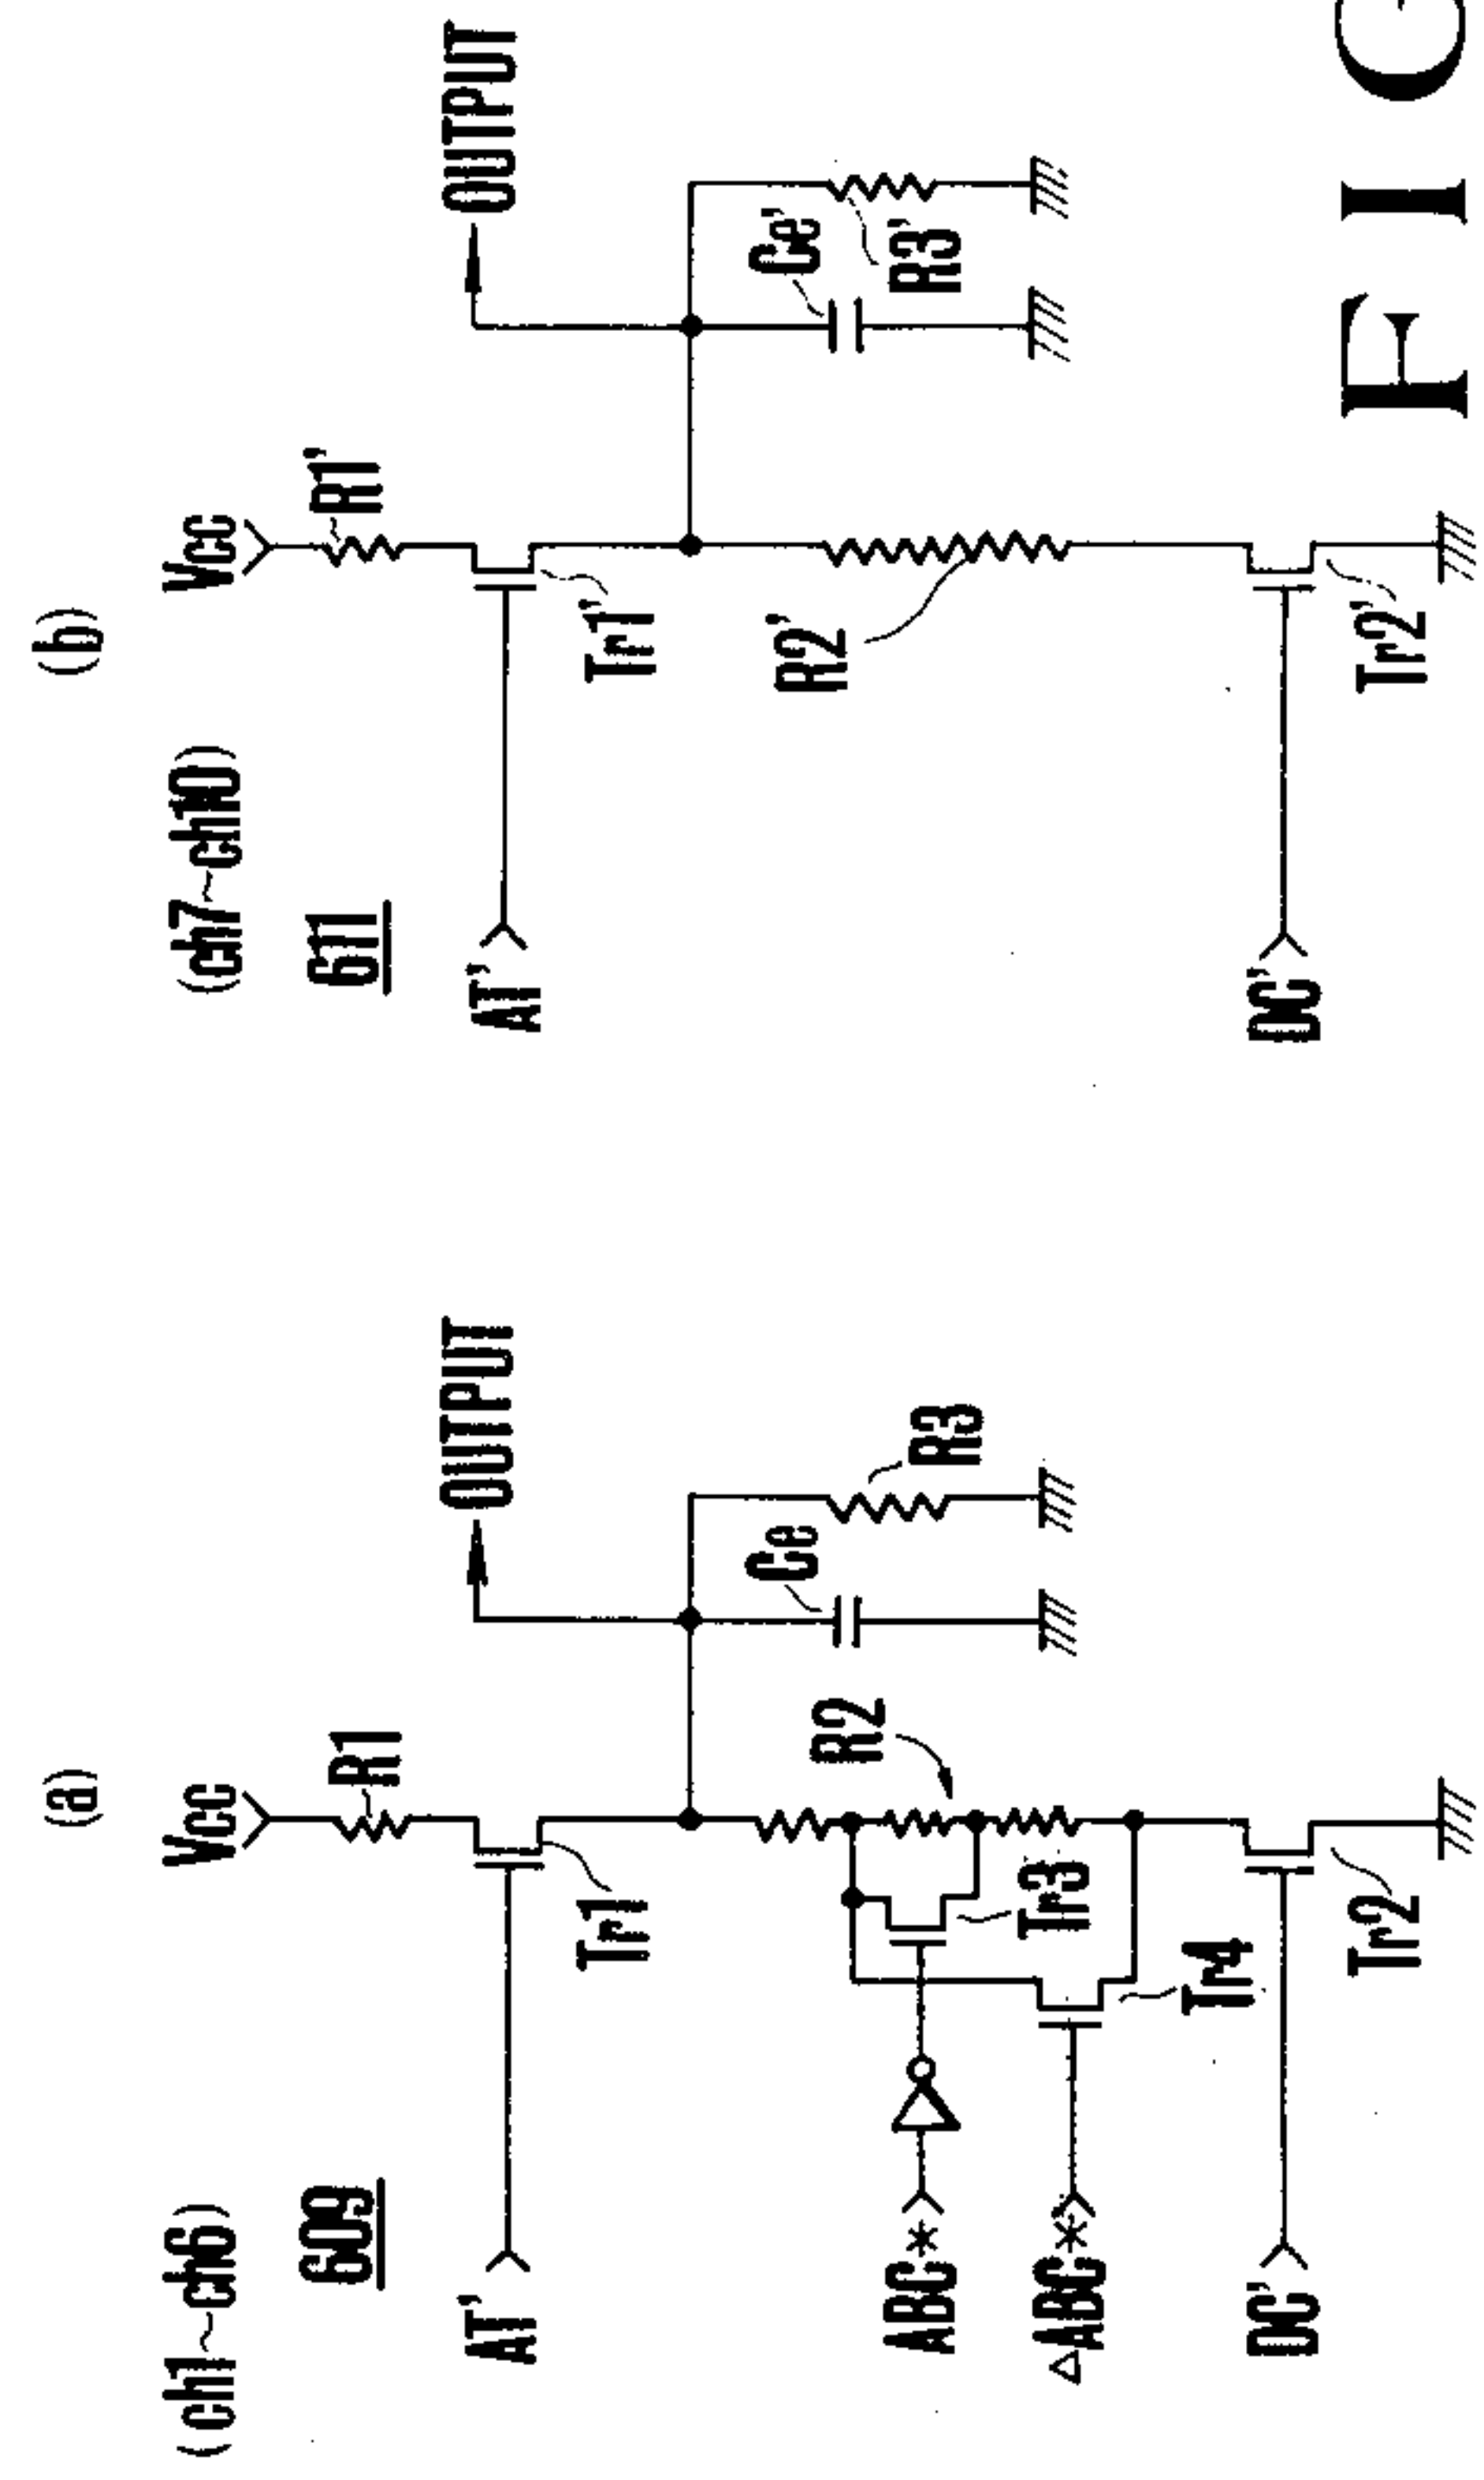 (a)
(ch1~ch6)
Vcc
609
R1
AT'
OUTPUT
Tr1
Ce
R2
R3
ABC*
Tr3
△ABC*
Tr4
DC'
Tr2
(b)
(ch7~ch10)
Vcc
611
R1'
AT'
OUTPUT
Tr1'
Ce'
R2'
R3'
DC'
Tr2'
FIG